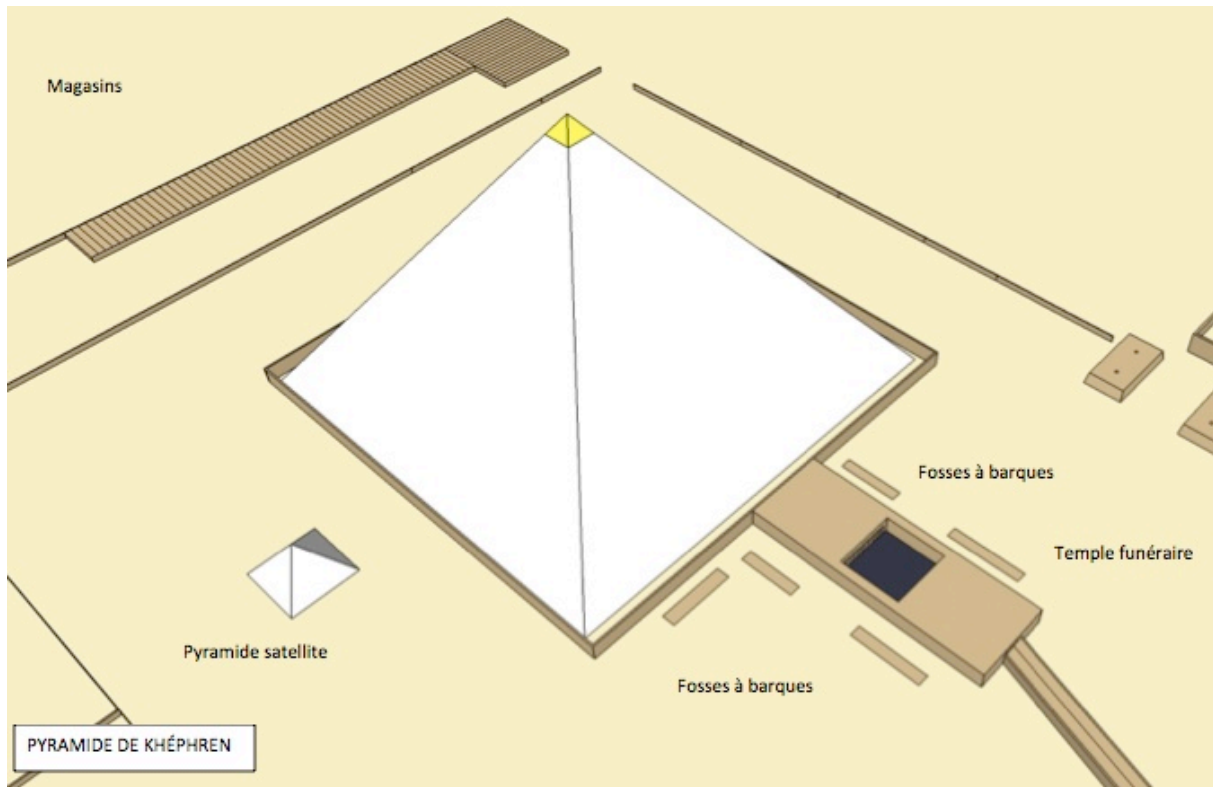 Magasins
Fosses à barques
Temple funéraire
Pyramide satellite
Fosses à barques
PYRAMIDE DE KHÉPHREN